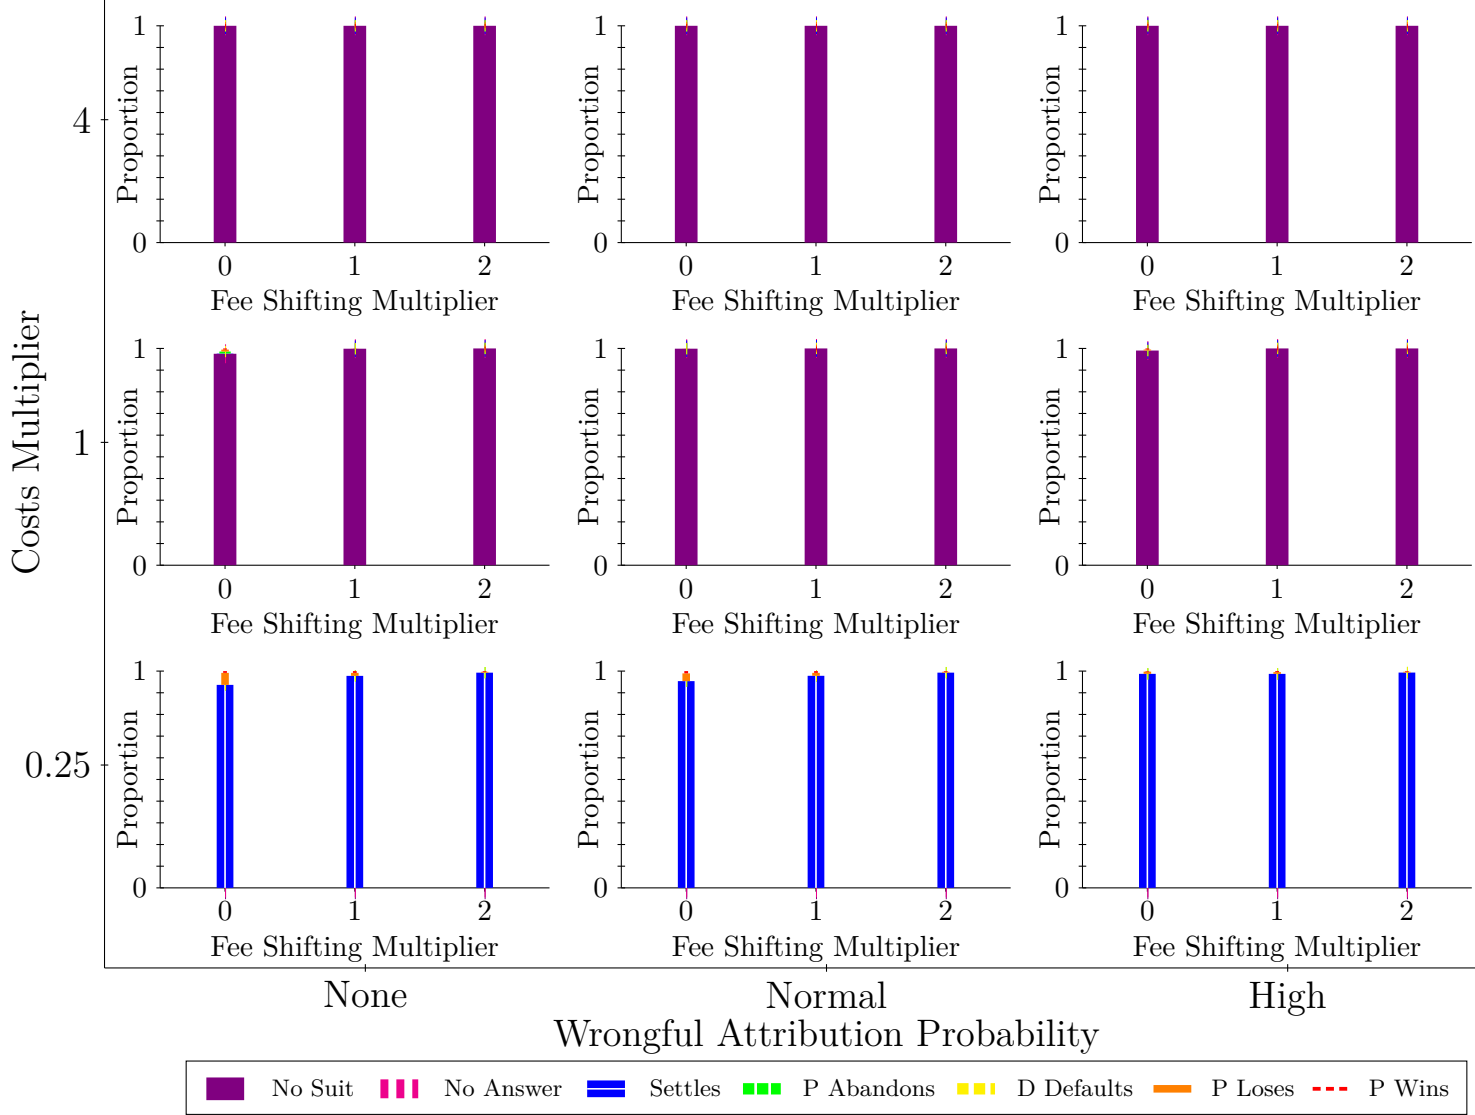 Costs Multiplier
4
Proportion
1
0
0 1 2
Fee Shifting Multiplier
Proportion
1
0
0 1 2
Fee Shifting Multiplier
Proportion
1
0
0 1 2
Fee Shifting Multiplier
1
Proportion
1
0
0 1 2
Fee Shifting Multiplier
Proportion
1
0
0 1 2
Fee Shifting Multiplier
Proportion
1
0
0 1 2
Fee Shifting Multiplier
0.25
Proportion
1
0
0 1 2
Fee Shifting Multiplier
Proportion
1
0
0 1 2
Fee Shifting Multiplier
Proportion
1
0
0 1 2
Fee Shifting Multiplier
None Normal High
Wrongful Attribution Probability
No Suit No Answer Settles P Abandons D Defaults P Loses P Wins